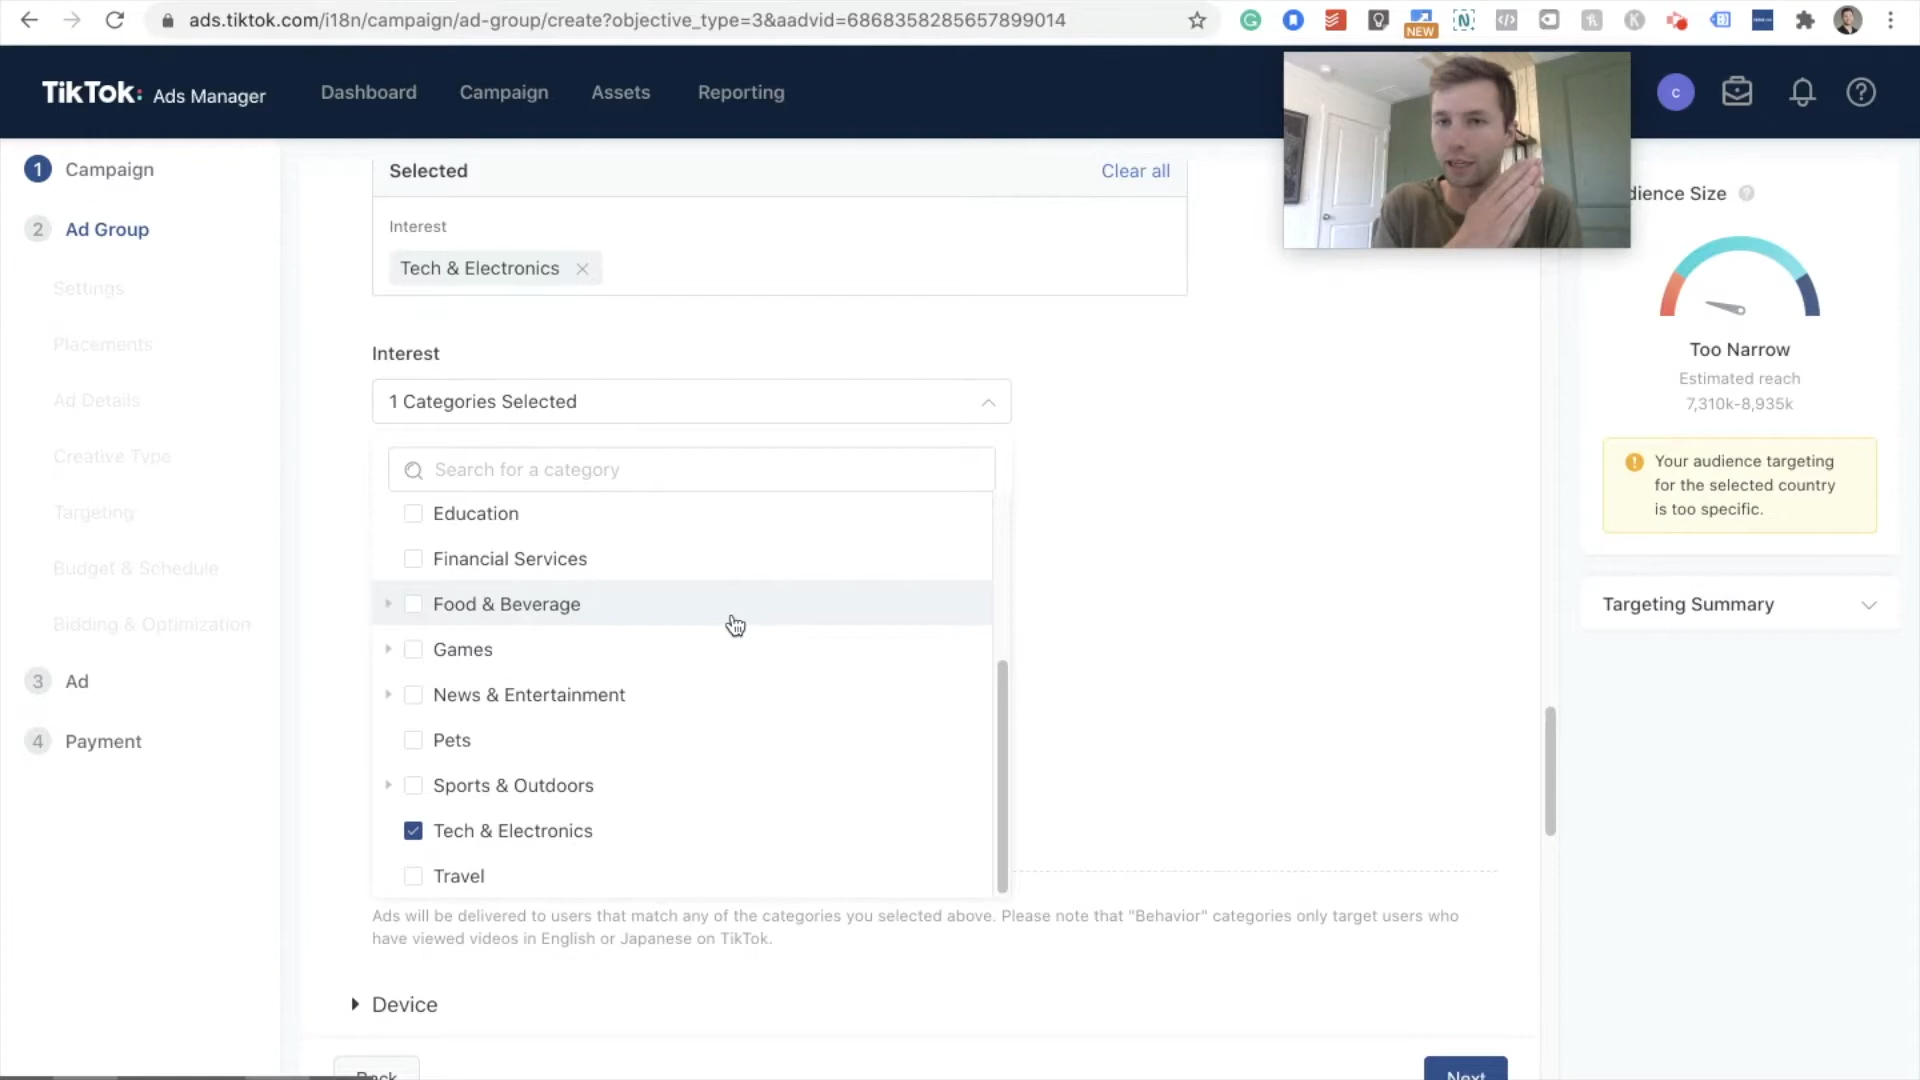 ads.tiktok.com/i18n/campaign/ad-group/create?objective_type=3&aadvid=6868358285657899014
NEW
TikTok: Ads Manager
Dashboard
Campaign
Assets
Reporting
c
1 Campaign
2 Ad Group
Settings
Placements
Ad Details
Creative Type
Targeting
Budget & Schedule
Bidding & Optimization
3 Ad
4 Payment
Selected
Clear all
Interest
Tech & Electronics
Interest
1 Categories Selected
Search for a category
Education
Financial Services
Food & Beverage
Games
News & Entertainment
Pets
Sports & Outdoors
Tech & Electronics
Travel
Ads will be delivered to users that match any of the categories you selected above. Please note that "Behavior" categories only target users who
have viewed videos in English or Japanese on TikTok.
Device
Back
Next
dience Size
Too Narrow
Estimated reach
7,310k-8,935k
Your audience targeting
for the selected country
is too specific.
Targeting Summary